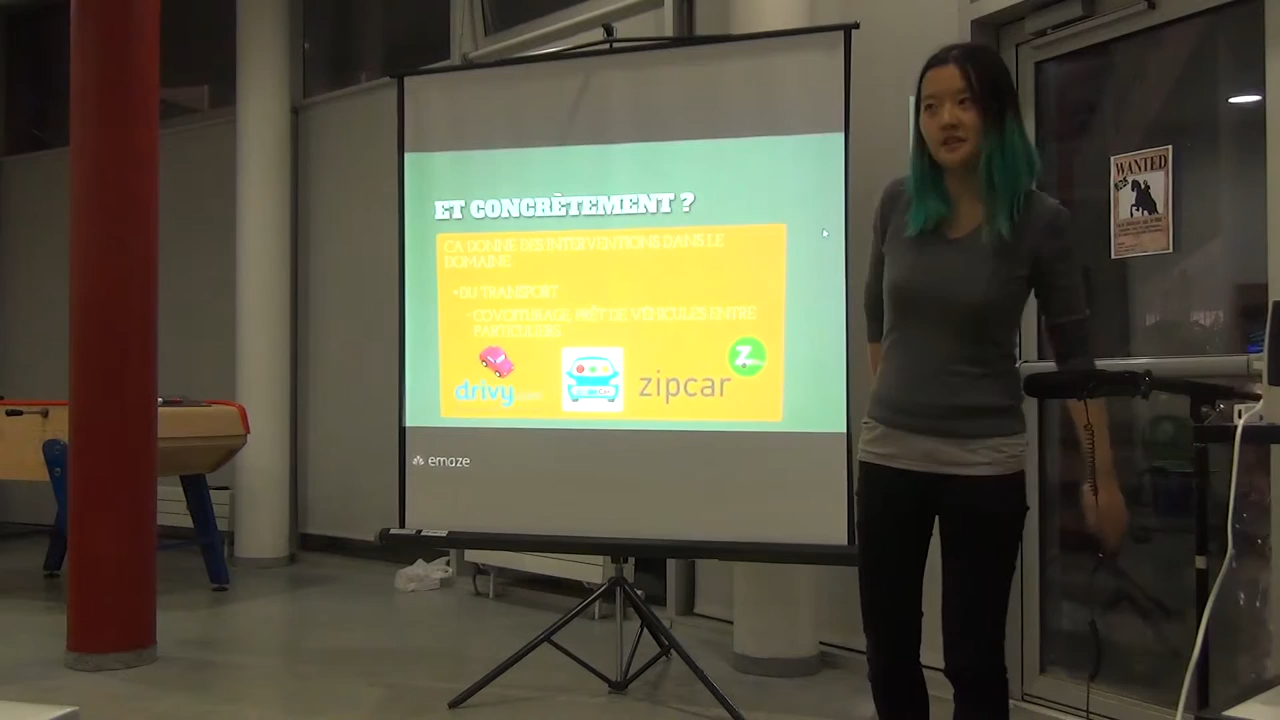 ET CONCRÈTEMENT ?
CA DONNE DES INTERVENTIONS DANS LE
DOMAINE
•DU TRANSPORT
COVOITURAGE, PRÊT DE VÉHICULES ENTRE
PARTICULIERS
drivy
zipcar
Z
emaze
WANTED